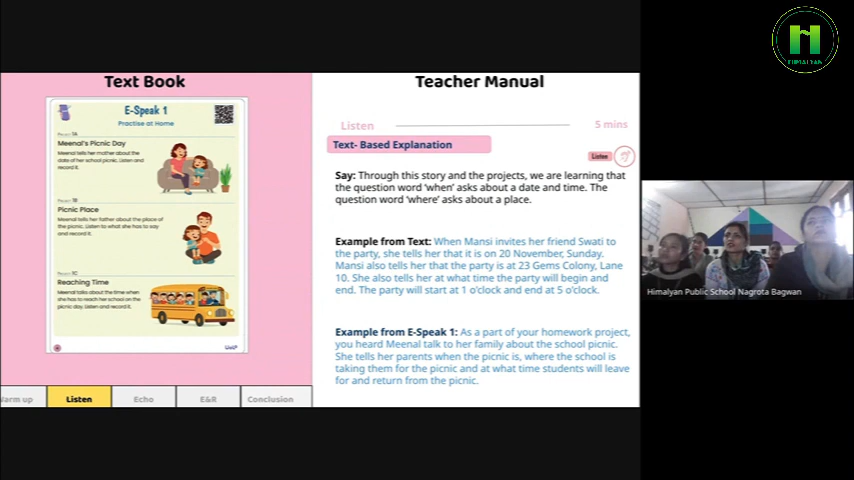 HIMALYAN
Text Book
E-Speak 1
Practise at Home
Project 1A
Meenal's Picnic Day
Meenal tells her mother about the
date of her school picnic. Listen and
record it.
Project 1B
Picnic Place
Meenal tells her father about the place of
the picnic. Listen to what she has to say
and record it.
1C
Reaching Time
Meenal talks about the time when
she has to reach her school on the
picnic day. Listen and record it.
arm up
Listen
Echo
E&R
Conclusion
Teacher Manual
Listen
5 mins
Text- Based Explanation
Listen
Say: Through this story and the projects, we are learning that
the question word ‘when’ asks about a date and time. The
question word ‘where’ asks about a place.
Example from Text: When Mansi invites her friend Swati to
the party, she tells her that it is on 20 November, Sunday.
Mansi also tells her that the party is at 23 Gems Colony, Lane
10. She also tells her at what time the party will begin and
end. The party will start at 1 o'clock and end at 5 o'clock.
Example from E-Speak 1: As a part of your homework project,
you heard Meenal talk to her family about the school picnic.
She tells her parents when the picnic is, where the school is
taking them for the picnic and at what time students will leave
for and return from the picnic.
Himalyan Public School Nagrota Bagwan